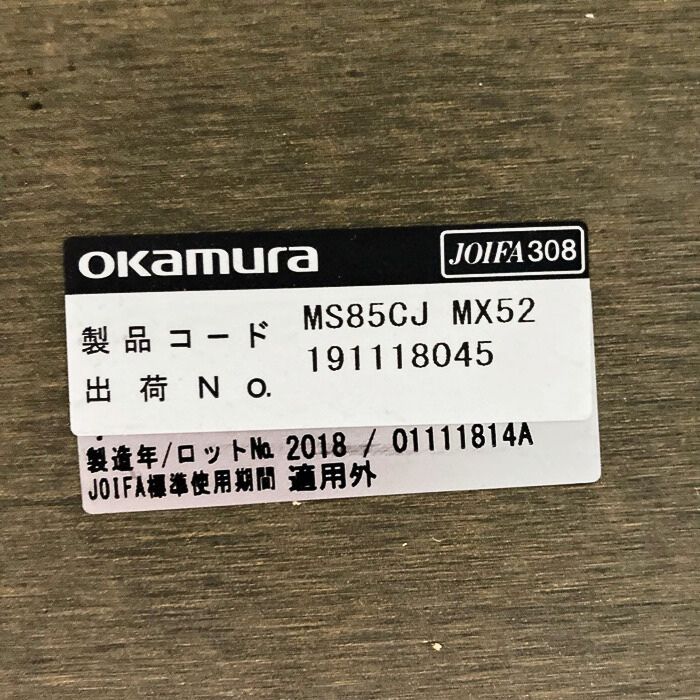 okamura JOIFA308
製品コード MS85CJ MX52
出荷NO. 191118045
製造年/ロット№ 2018 / 01111814A
JOIFA標準使用期間 適用外